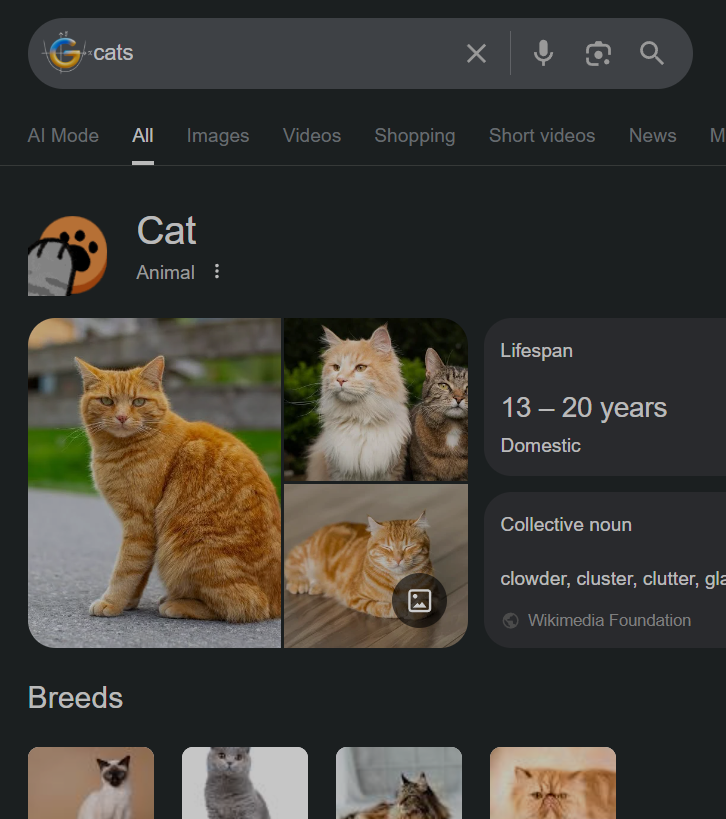 cats
AI Mode All Images Videos Shopping Short videos News M
Cat
Animal
Lifespan
13 – 20 years
Domestic
Collective noun
clowder, cluster, clutter, gla
Wikimedia Foundation
Breeds